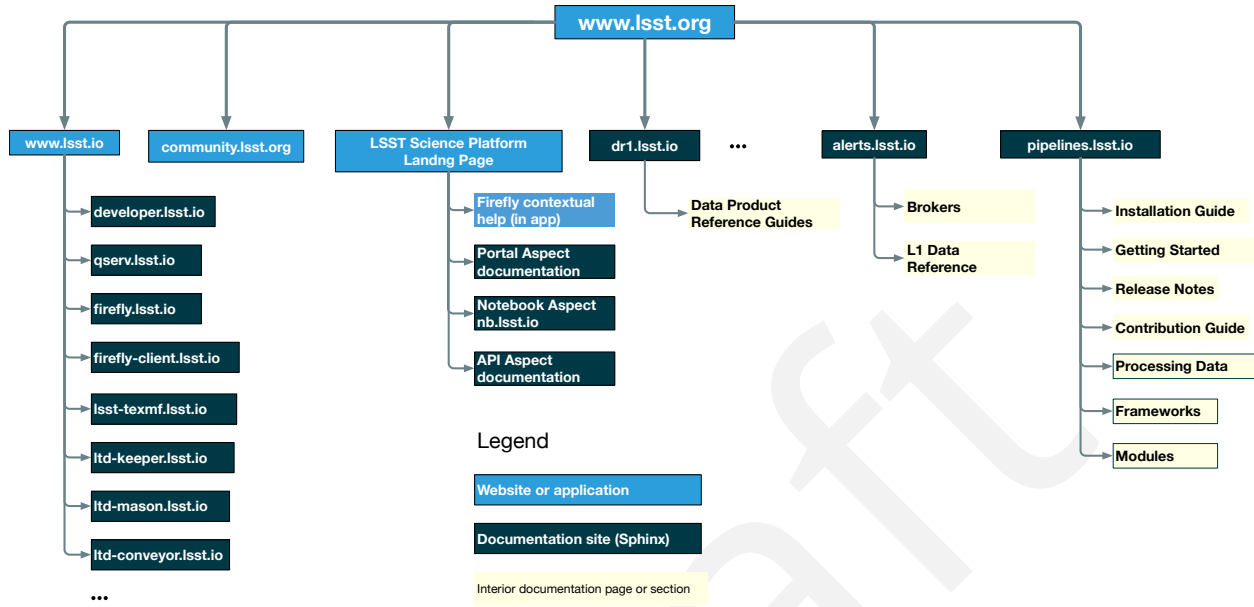 www.lsst.org
www.lsst.io
community.lsst.org
LSST Science Platform
Landng Page
dr1.lsst.io
...
alerts.lsst.io
pipelines.lsst.io
developer.lsst.io
qserv.lsst.io
firefly.lsst.io
firefly-client.lsst.io
lsst-texmf.lsst.io
ltd-keeper.lsst.io
ltd-mason.lsst.io
ltd-conveyor.lsst.io
...
Firefly contextual
help (in app)
Portal Aspect
documentation
Notebook Aspect
nb.lsst.io
API Aspect
documentation
Data Product
Reference Guides
Brokers
L1 Data
Reference
Installation Guide
Getting Started
Release Notes
Contribution Guide
Processing Data
Frameworks
Modules
Legend
Website or application
Documentation site (Sphinx)
Interior documentation page or section